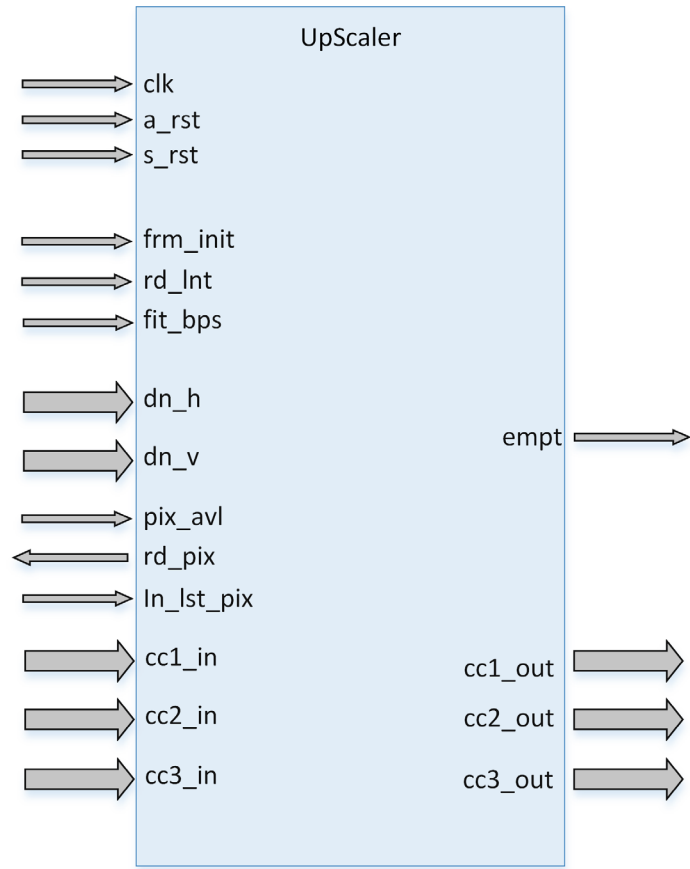 UpScaler
clk
a_rst
s_rst
frm_init
rd_lnt
fit_bps
dn_h
dn_v
empt
pix_avl
rd_pix
ln_lst_pix
cc1_in
cc1_out
cc2_in
cc2_out
cc3_in
cc3_out